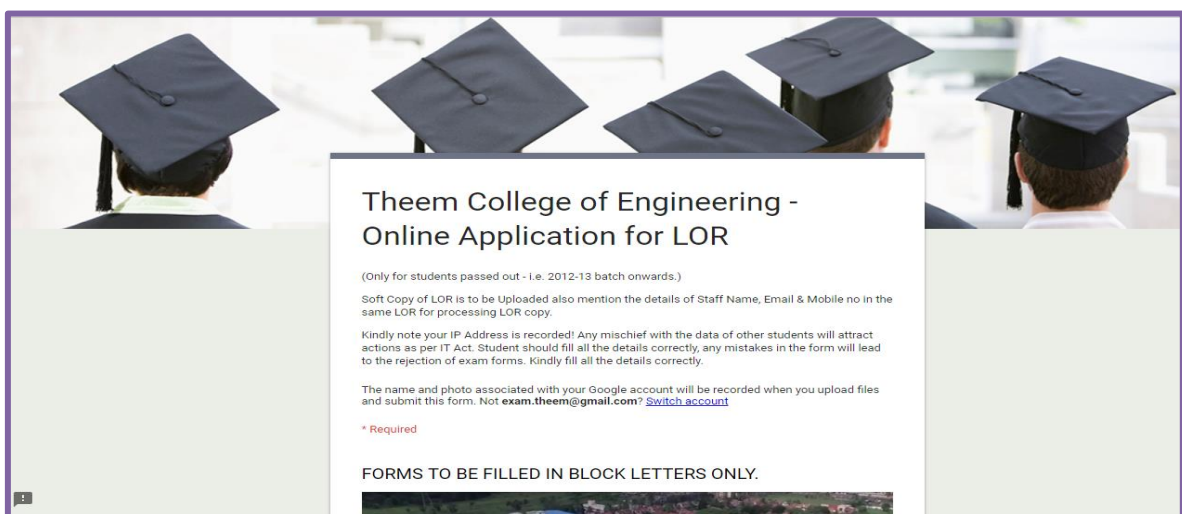 Theem College of Engineering -
Online Application for LOR
(Only for students passed out - i.e. 2012-13 batch onwards.)
Soft Copy of LOR is to be Uploaded also mention the details of Staff Name, Email & Mobile no in the
same LOR for processing LOR copy.
Kindly note your IP Address is recorded! Any mischief with the data of other students will attract
actions as per IT Act. Student should fill all the details correctly, any mistakes in the form will lead
to the rejection of exam forms. Kindly fill all the details correctly.
The name and photo associated with your Google account will be recorded when you upload files
and submit this form. Not exam.theem@gmail.com? Switch account
* Required
FORMS TO BE FILLED IN BLOCK LETTERS ONLY.